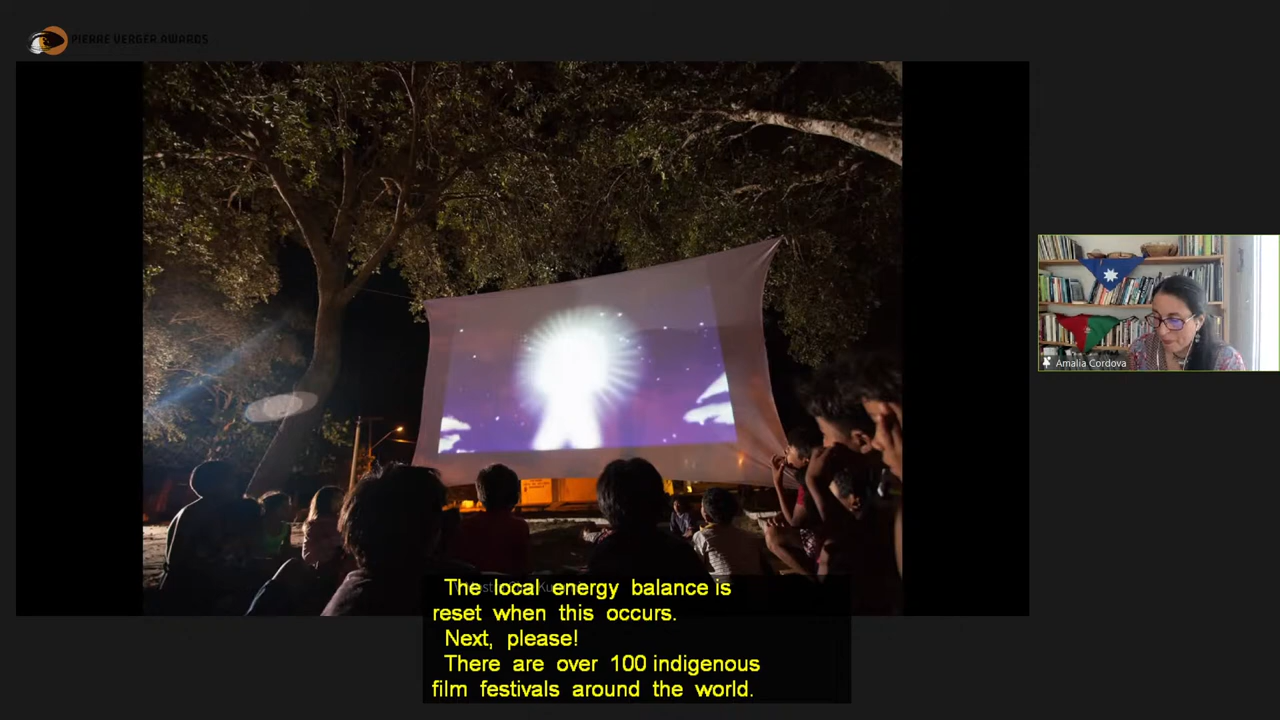 PIERRE VERGER AWARDS
Amalia Cordova
The local energy balance is
reset when this occurs.
Next, please!
There are over 100 indigenous
film festivals around the world.